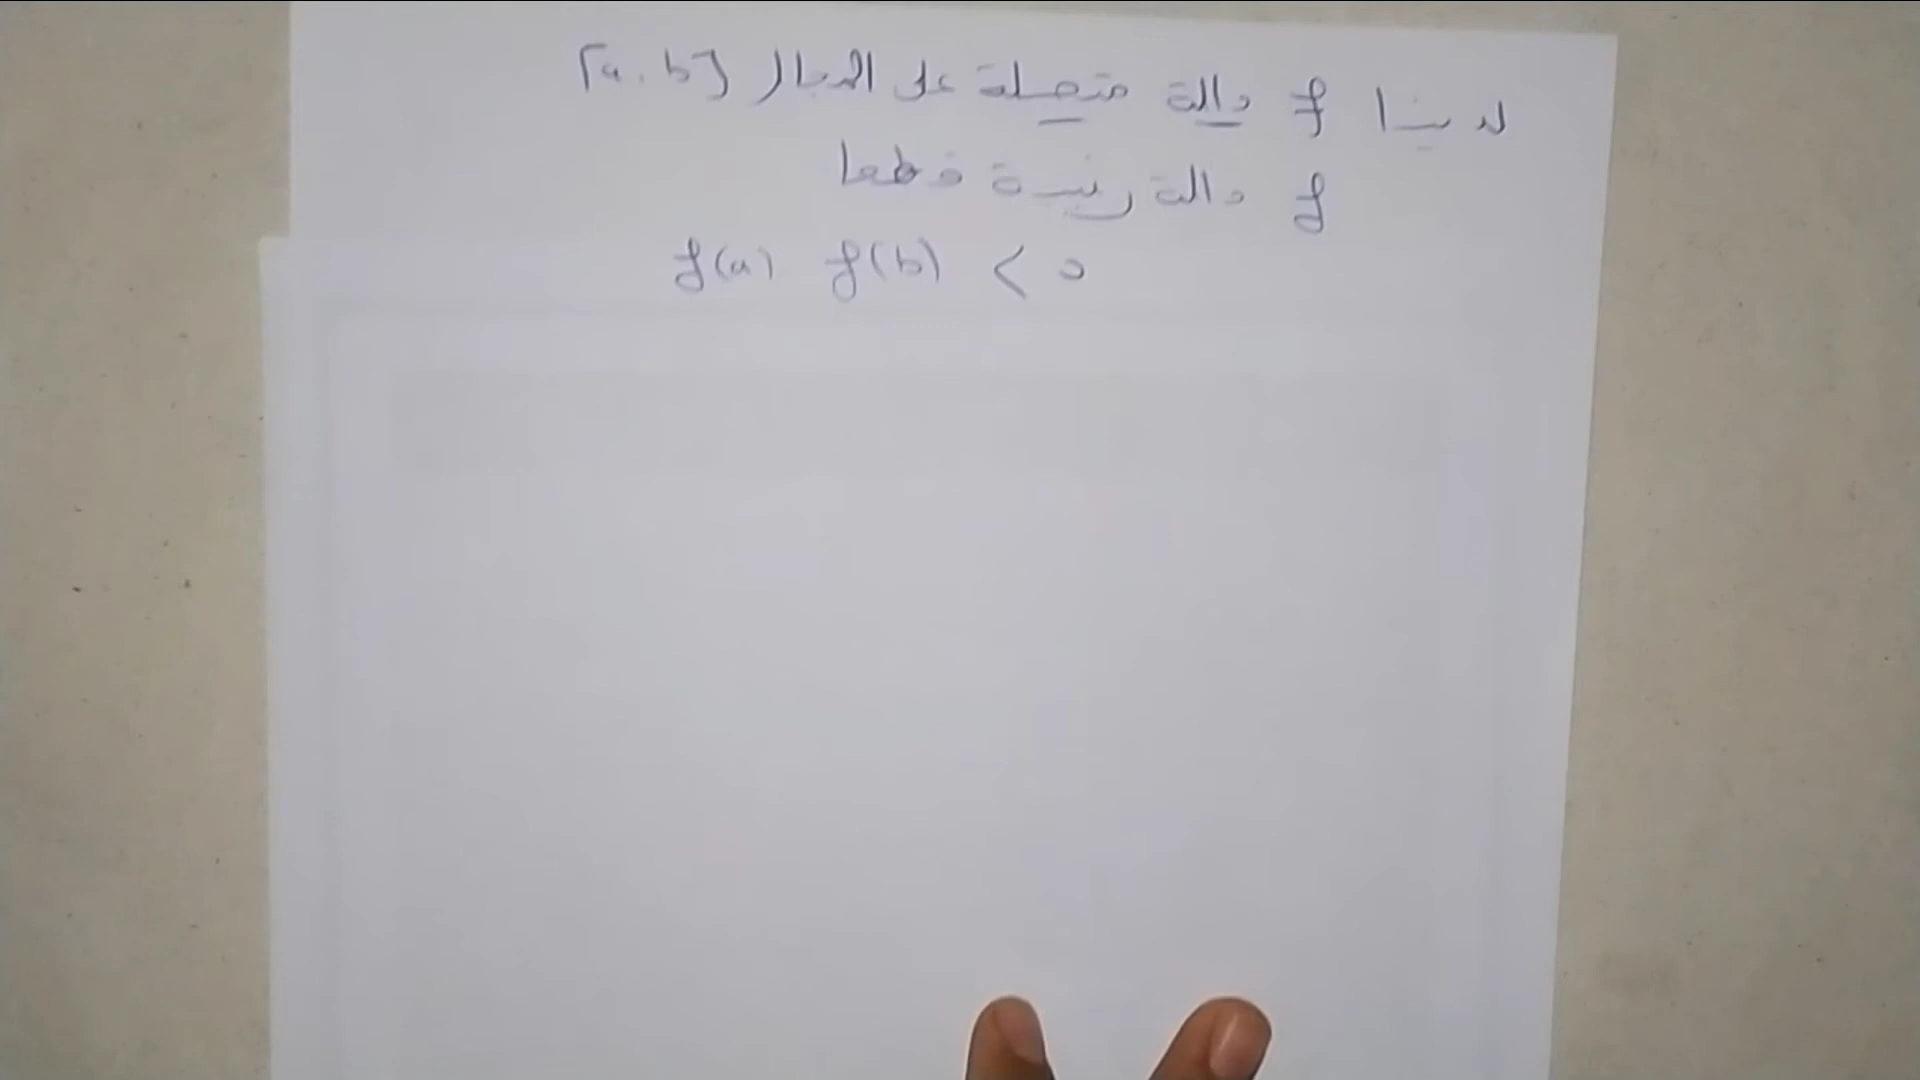 لدينا f دالة متصلة على المجال [a.b]
f دالة رتيبة قطعا
f(a) f(b) < 0